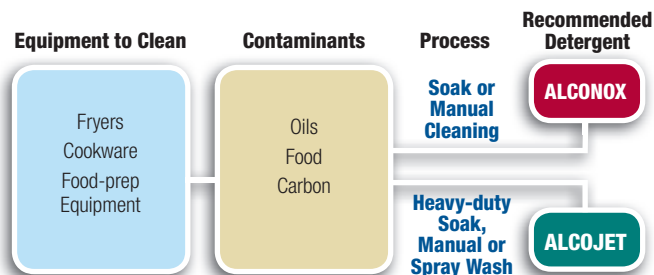 Equipment to Clean
Contaminants
Process
Recommended
Detergent
Fryers
Cookware
Food-prep
Equipment
Oils
Food
Carbon
Soak or
Manual
Cleaning
ALCONOX
Heavy-duty
Soak,
Manual or
Spray Wash
ALCOJET